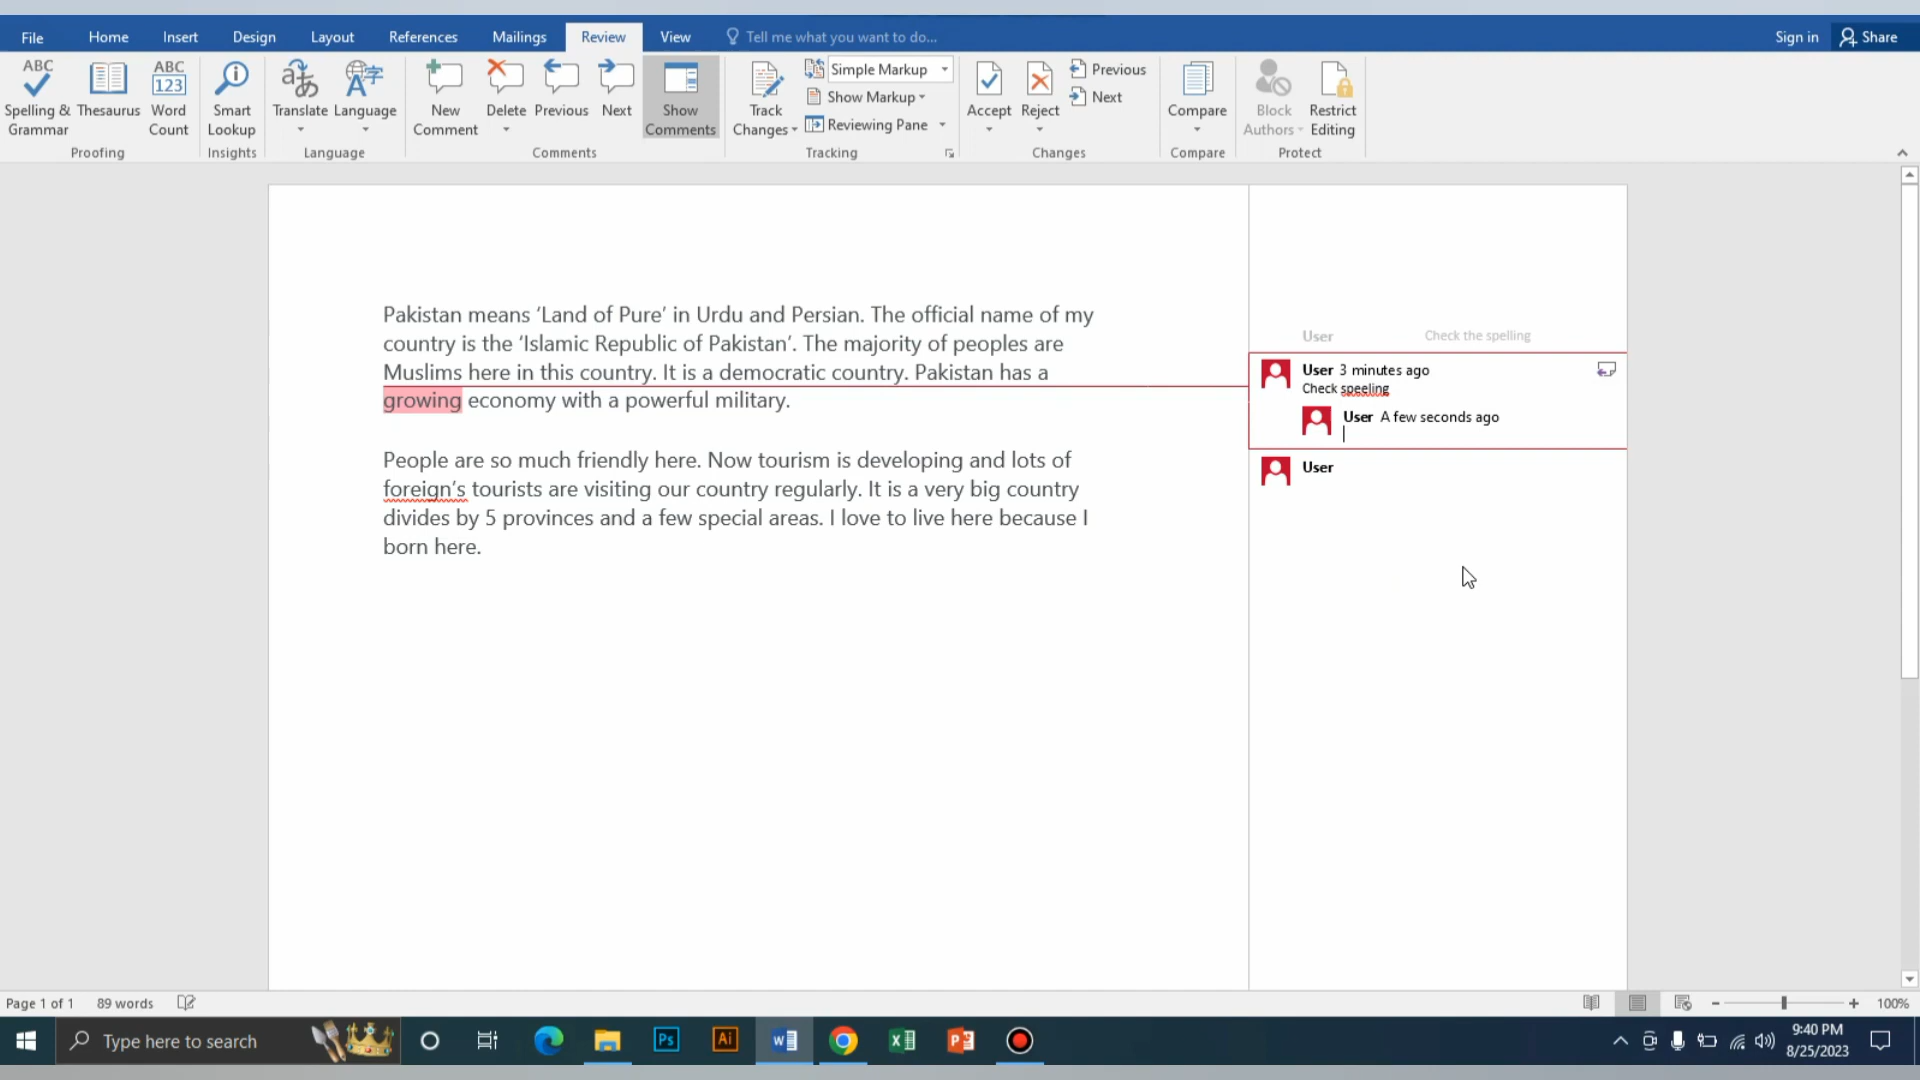 File Home Insert Design Layout References Mailings Review View Tell me what you want to do... Sign in Share
ABC Spelling & Grammar
Thesaurus
ABC 123 Word Count
Smart Lookup
Translate
Language
New Comment
Delete
Previous
Next
Show Comments
Track Changes
Simple Markup
Show Markup
Reviewing Pane
Accept
Reject
Previous
Next
Compare
Block Authors
Restrict Editing
Proofing Insights Language Comments Tracking Changes Compare Protect
Pakistan means ‘Land of Pure’ in Urdu and Persian. The official name of my
country is the ‘Islamic Republic of Pakistan’. The majority of peoples are
Muslims here in this country. It is a democratic country. Pakistan has a
growing economy with a powerful military.
People are so much friendly here. Now tourism is developing and lots of
foreign’s tourists are visiting our country regularly. It is a very big country
divides by 5 provinces and a few special areas. I love to live here because I
born here.
User Check the spelling
User 3 minutes ago
Check speeling
User A few seconds ago
User
Page 1 of 1 89 words 100%
Type here to search
Ps Ai W X P
9:40 PM
8/25/2023